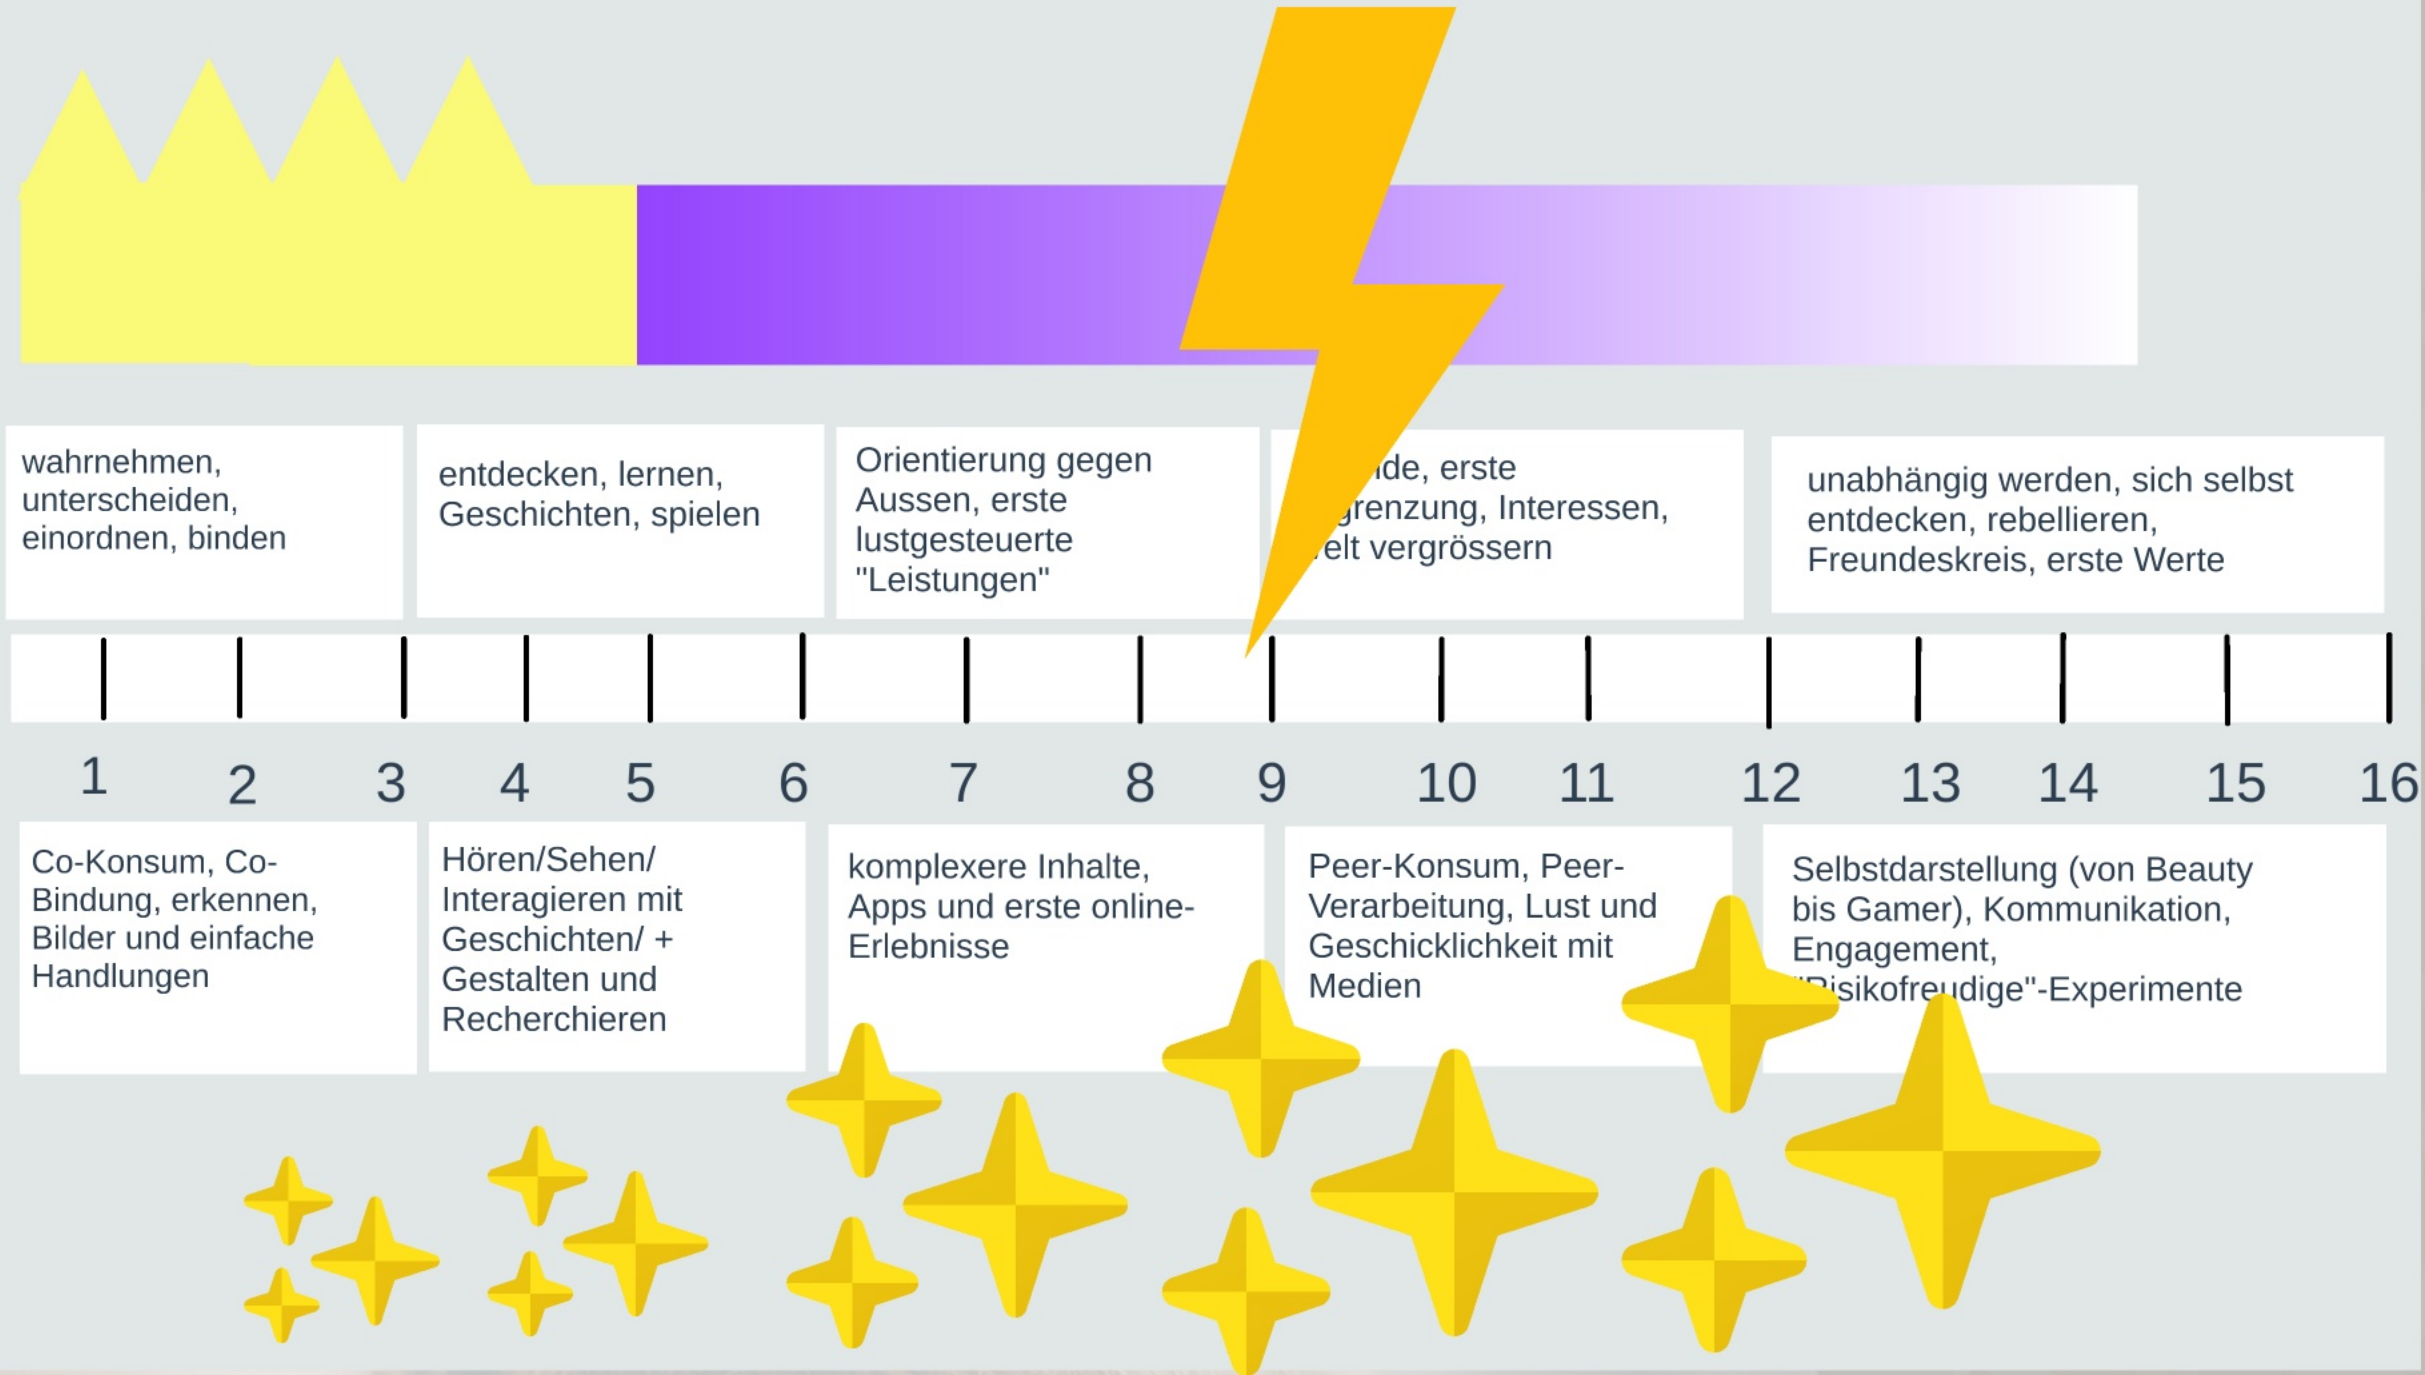 wahrnehmen,
unterscheiden,
einordnen, binden
entdecken, lernen,
Geschichten, spielen
Orientierung gegen
Aussen, erste
lustgesteuerte
"Leistungen"
erste
Interessen,
vergrössern
unabhängig werden, sich selbst
entdecken, rebellieren,
Freundeskreis, erste Werte
1 2 3 4 5 6 7 8 9 10 11 12 13 14 15 16
Co-Konsum, Co-
Bindung, erkennen,
Bilder und einfache
Handlungen
Hören/Sehen/
Interagieren mit
Geschichten/ +
Gestalten und
Recherchieren
komplexere Inhalte,
Apps und erste online-
Erlebnisse
Peer-Konsum, Peer-
Verarbeitung, Lust und
Geschicklichkeit mit
Medien
Selbstdarstellung (von Beauty
bis Gamer), Kommunikation,
Engagement,
"Risikofreudige"-Experimente